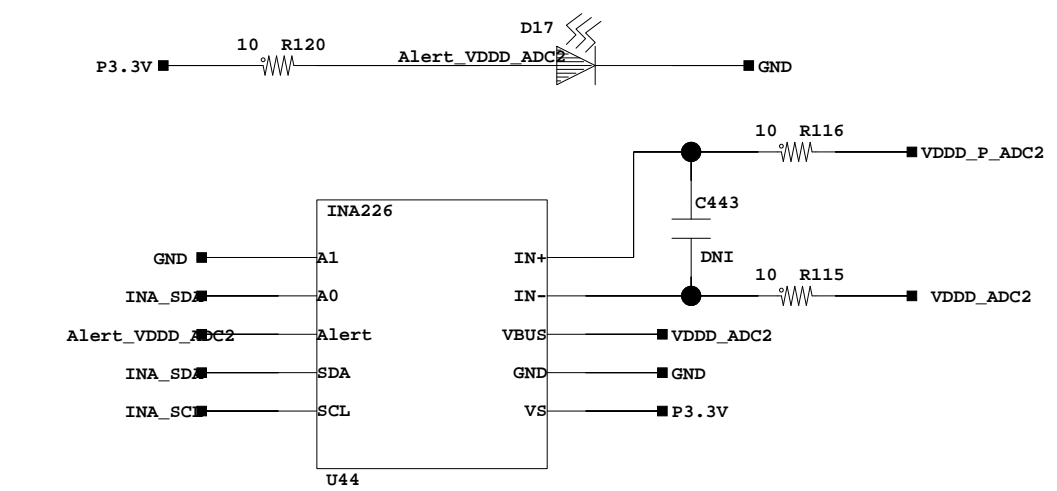 D17
10 R120
Alert_VDDD_ADC2
P3.3V
GND
10 R116
VDDD_P_ADC2
C443
INA226
GND
A1
IN+
DNI
10 R115
INA_SDA
A0
IN-
VDDD_ADC2
Alert_VDDD_ADC2
Alert
VBUS
VDDD_ADC2
INA_SDA
SDA
GND
GND
INA_SCL
SCL
VS
P3.3V
U44